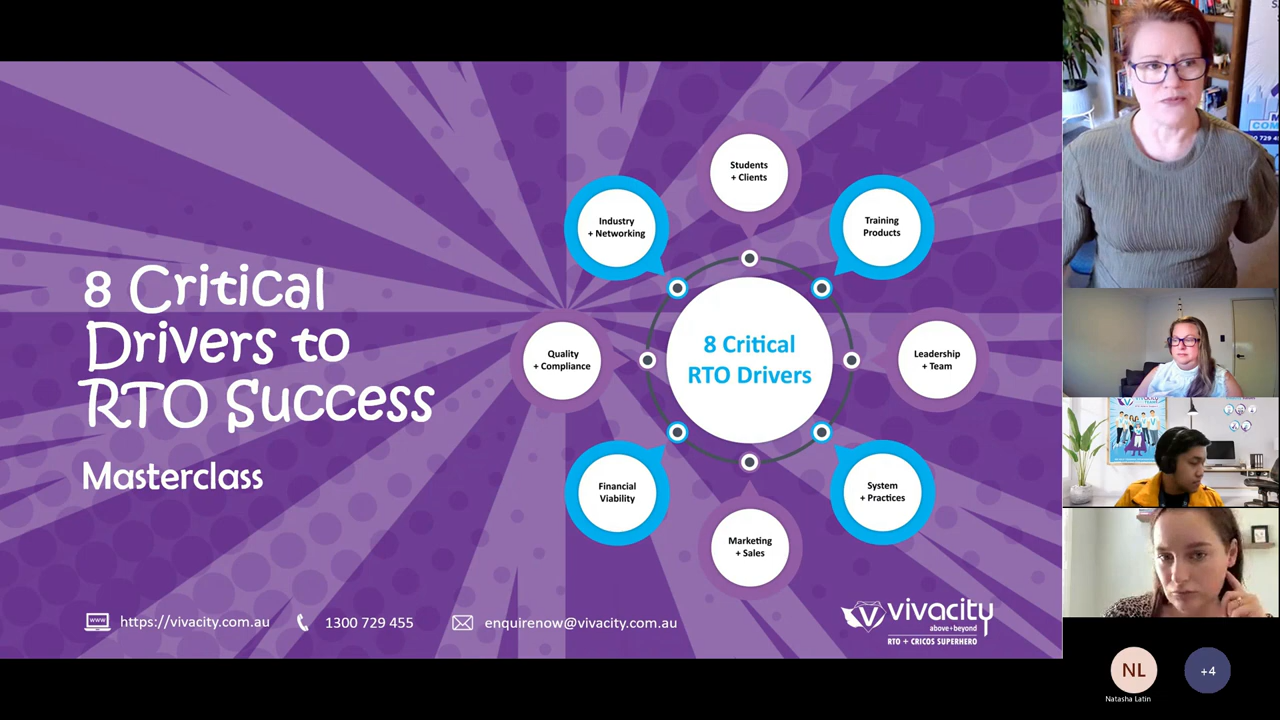 8 Critical
Drivers to
RTO Success
Masterclass
Students
+ Clients
Industry
+ Networking
Training
Products
Quality
+ Compliance
8 Critical
RTO Drivers
Leadership
+ Team
Financial
Viability
System
+ Practices
Marketing
+ Sales
www
https://vivacity.com.au
1300 729 455
enquirenow@vivacity.com.au
vivacity
above+beyond
RTO + CRICOS SUPERHERO
NL
Natasha Latin
+4